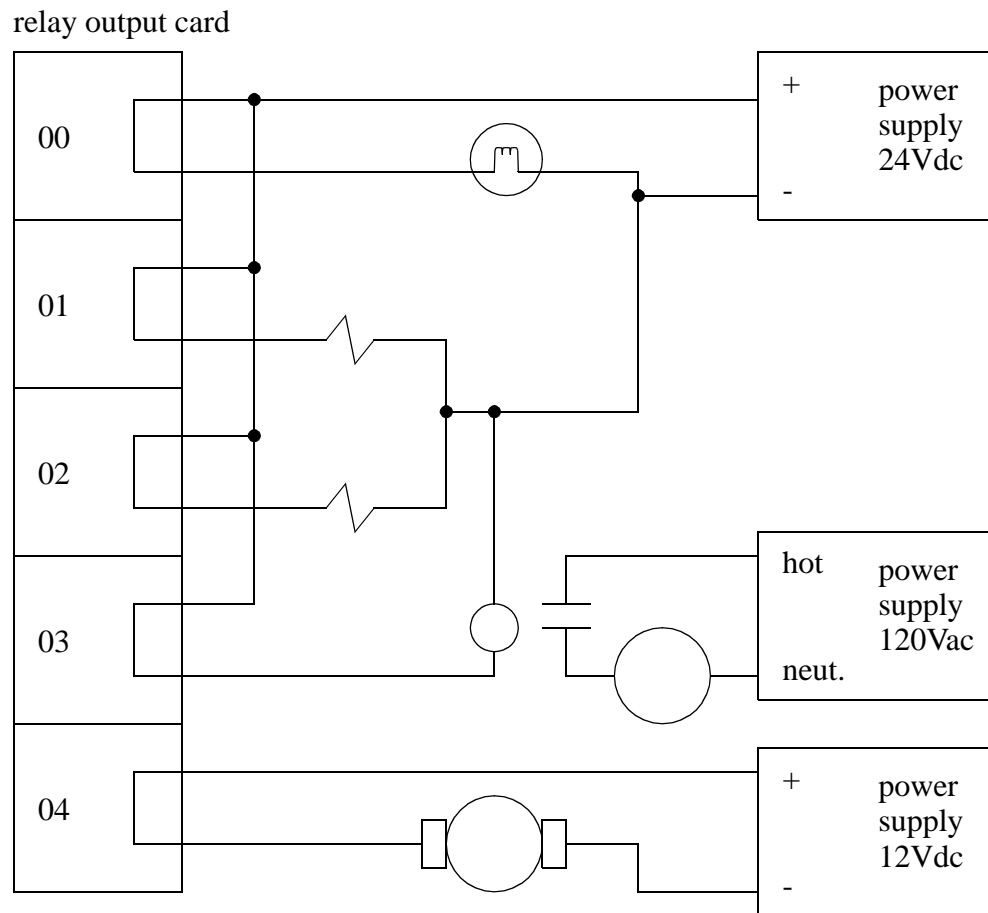 relay output card
00
01
02
03
04
+
-
power
supply
24Vdc
hot
neut.
power
supply
120Vac
+
-
power
supply
12Vdc